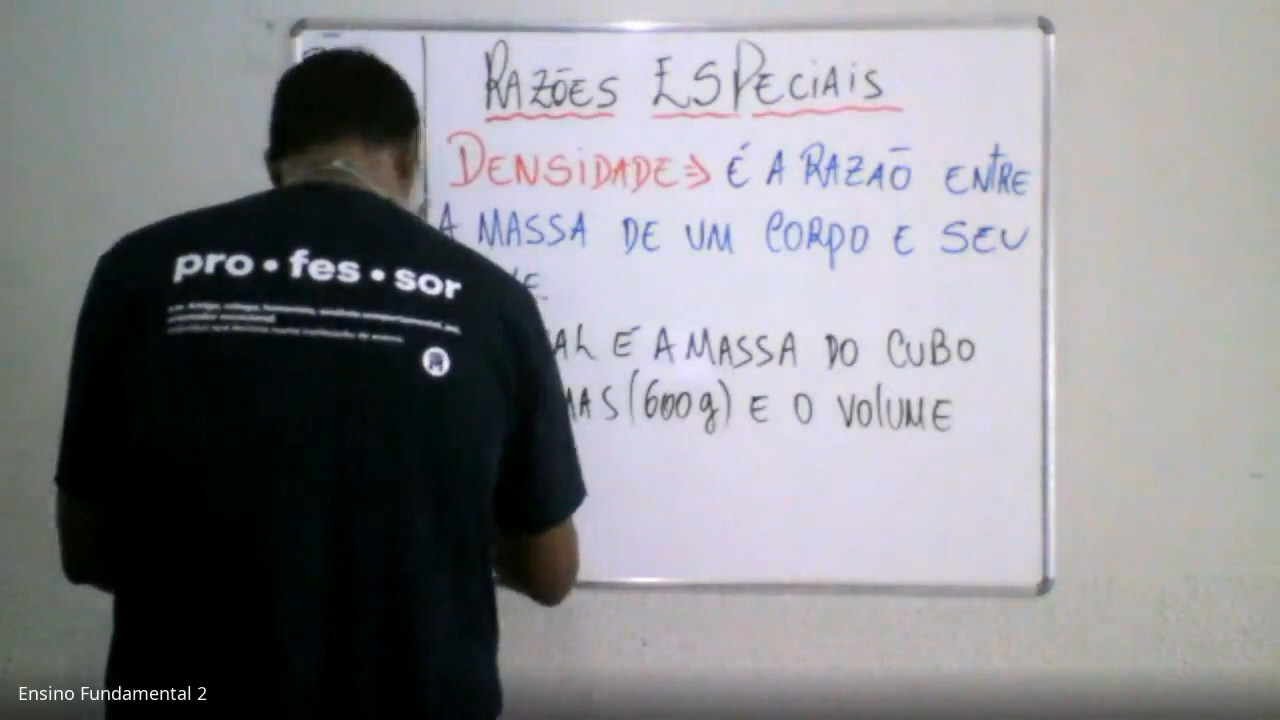 RAZÕES ESPECIAIS
DENSIDADE⇒ É A RAZAÕ ENTRE
A MASSA DE UM CORPO E SEU
É A MASSA DO CUBO
(600g) E O VOLUME
pro • fes • sor
Ensino Fundamental 2